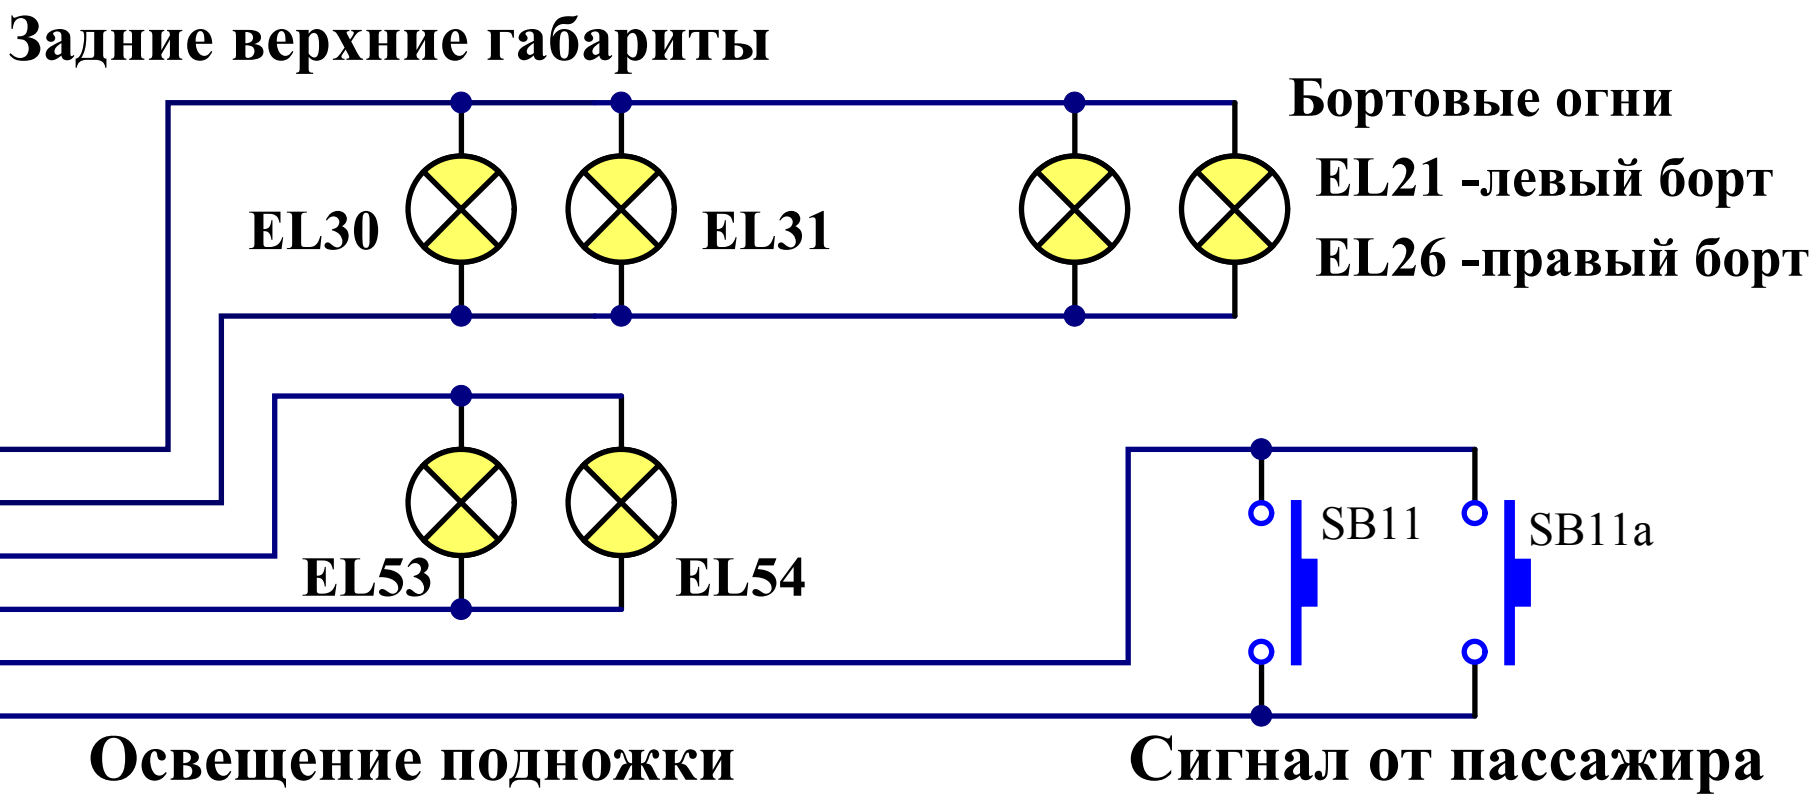 Задние верхние габариты
Бортовые огни
EL21 -левый борт
EL30
EL31
EL26 -правый борт
SB11
SB11a
EL53
EL54
Освещение подножки
Сигнал от пассажира